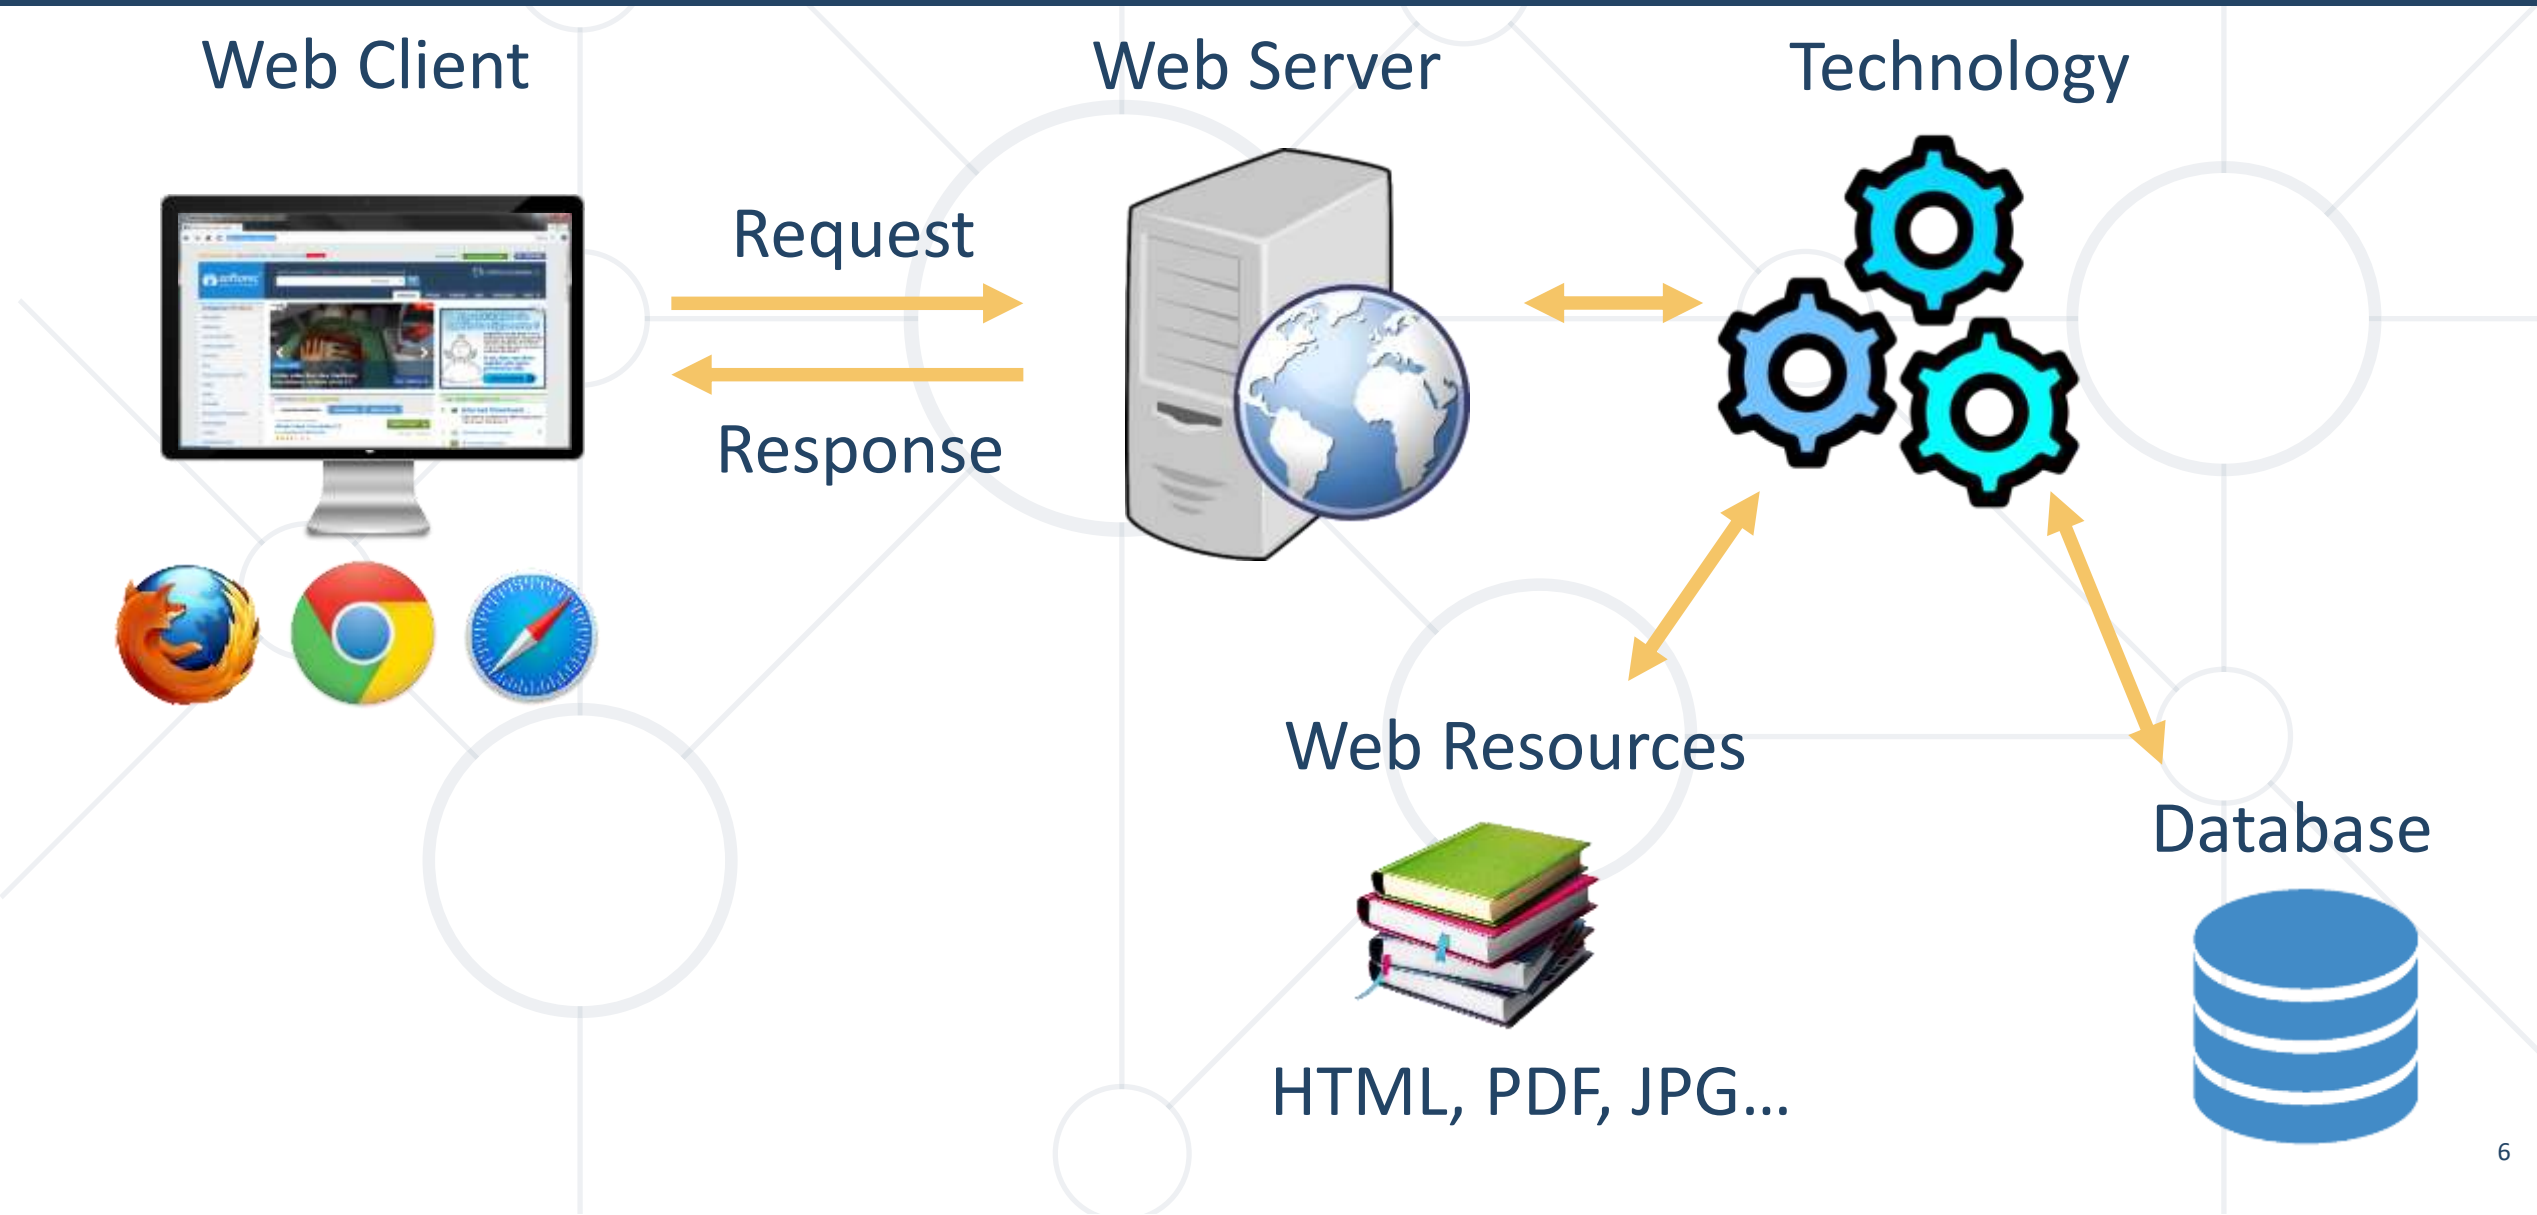 Web Client
Web Server
Technology
Request
Response
Web Resources
Database
HTML, PDF, JPG...
6